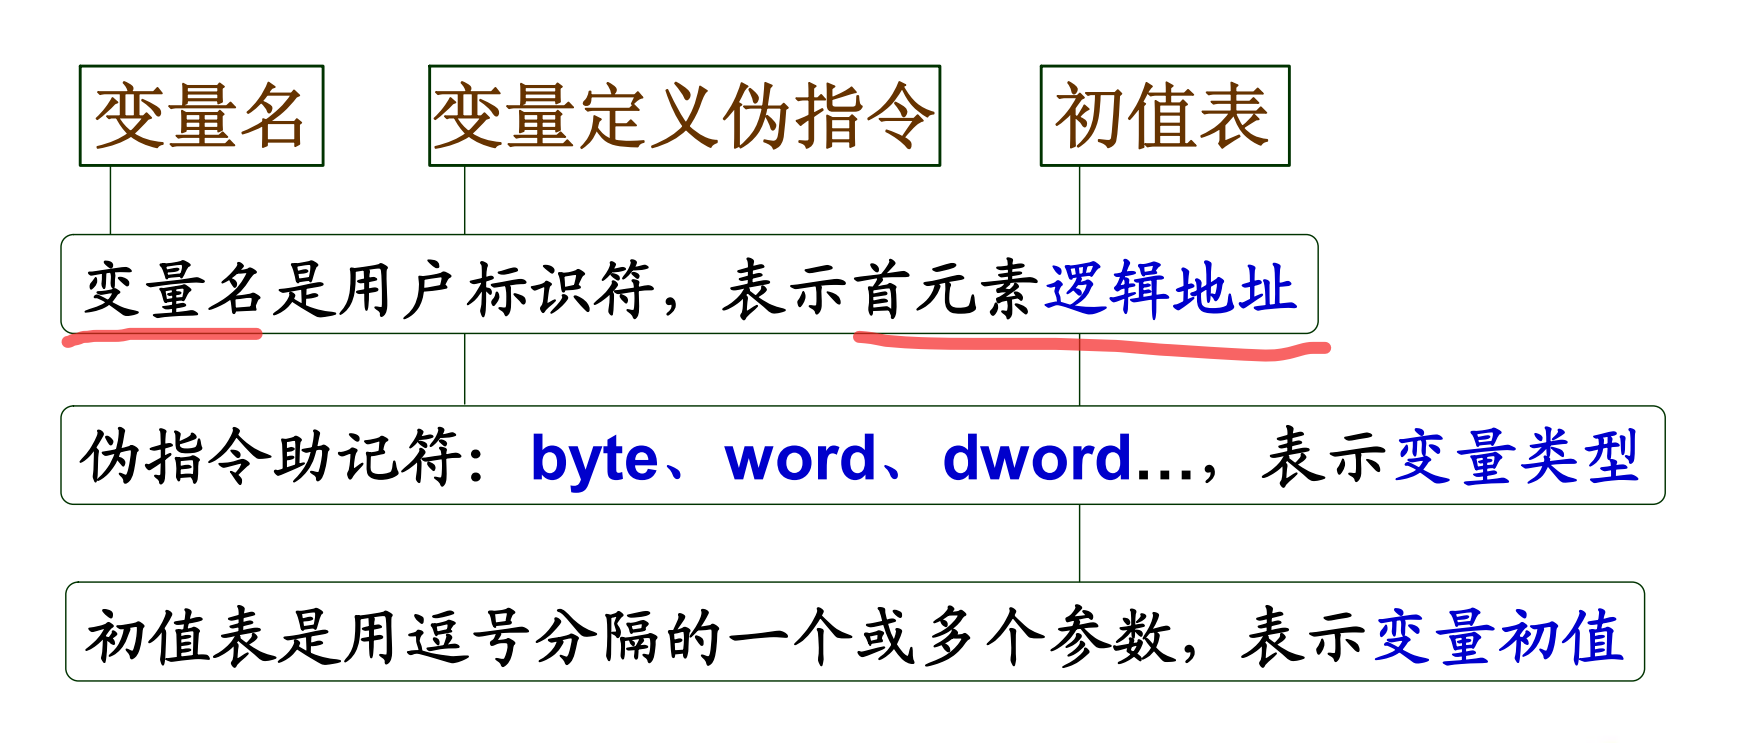 变量名 变量定义伪指令 初值表
变量名是用户标识符，表示首元素逻辑地址
伪指令助记符：byte、word、dword…，表示变量类型
初值表是用逗号分隔的一个或多个参数，表示变量初值